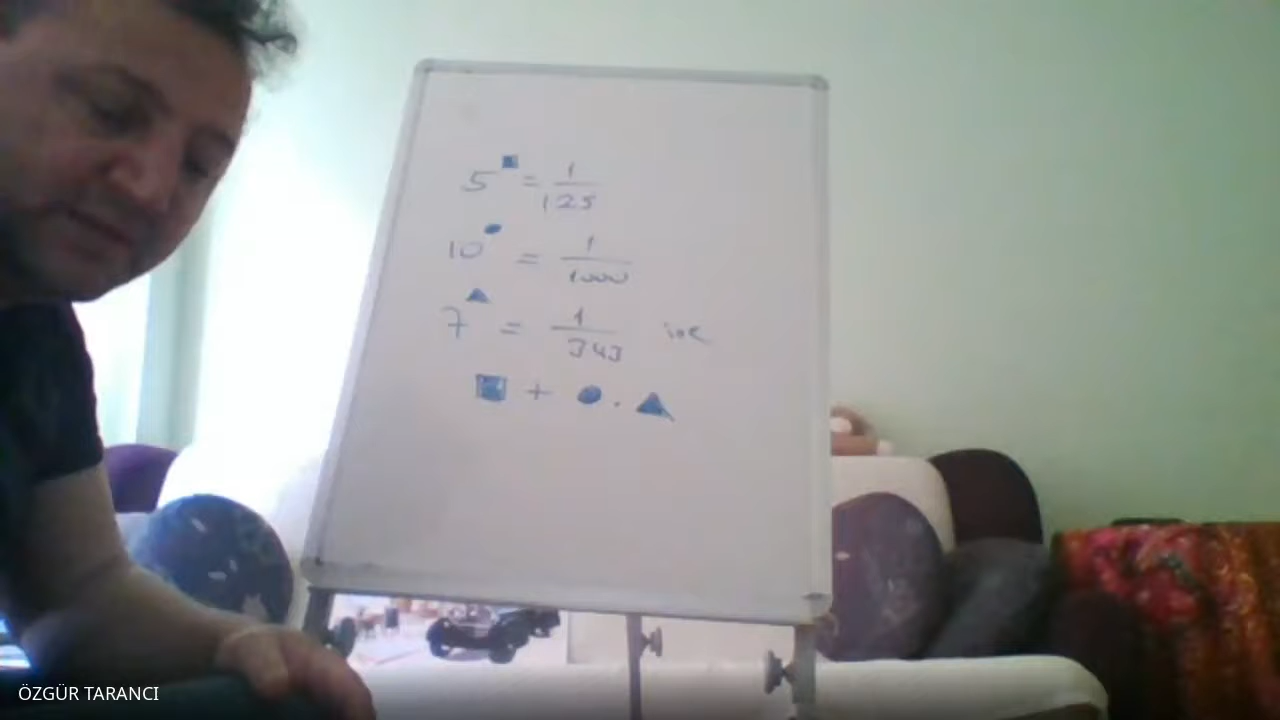 5^■ = 1/125
10^● = 1/1000
7^▲ = 1/343 ise
■ + ● . ▲
ÖZGÜR TARANCI